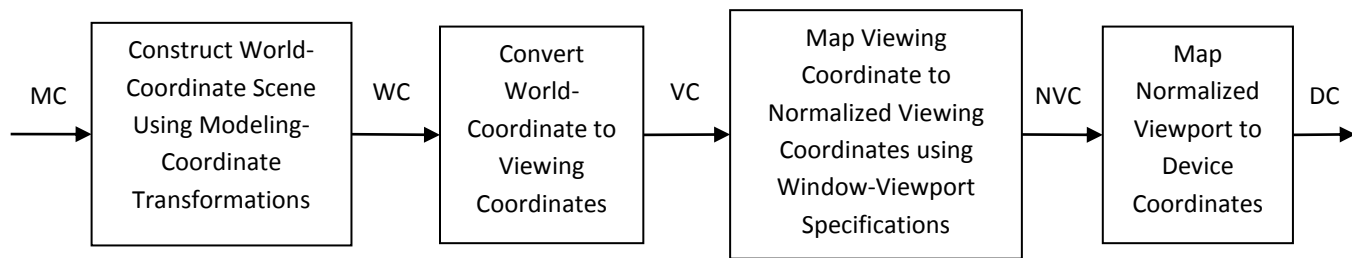 MC
Construct World-
Coordinate Scene
Using Modeling-
Coordinate
Transformations
WC
Convert
World-
Coordinate to
Viewing
Coordinates
VC
Map Viewing
Coordinate to
Normalized Viewing
Coordinates using
Window-Viewport
Specifications
NVC
Map
Normalized
Viewport to
Device
Coordinates
DC